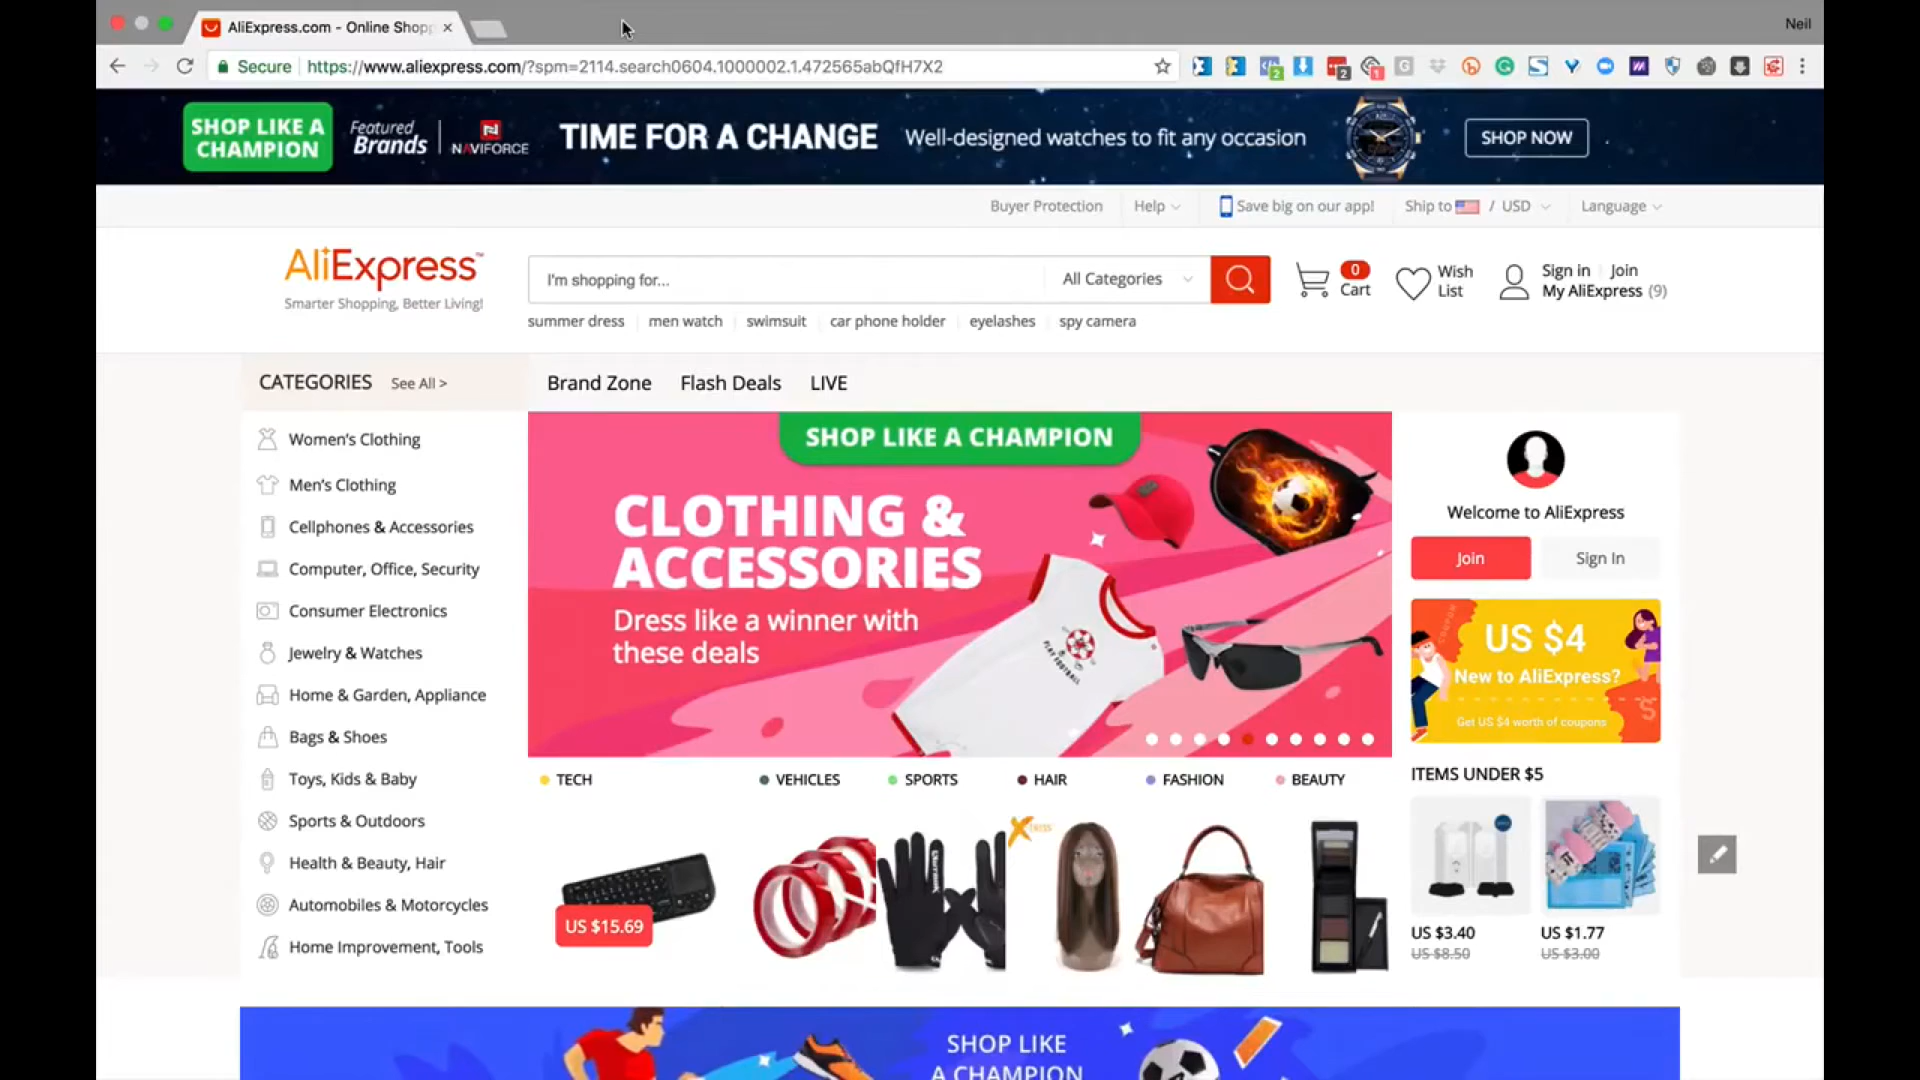 AliExpress.com - Online Shopp
Neil
Secure https://www.aliexpress.com/?spm=2114.search0604.1000002.1.472565abQfH7X2
SHOP LIKE A
CHAMPION
Featured
Brands
NAVIFORCE
TIME FOR A CHANGE
Well-designed watches to fit any occasion
SHOP NOW
Buyer Protection Help Save big on our app! Ship to / USD Language
AliExpress™
Smarter Shopping, Better Living!
I'm shopping for...
All Categories
0
Cart
Wish
List
Sign in Join
My AliExpress (9)
summer dress men watch swimsuit car phone holder eyelashes spy camera
CATEGORIES See All >
Brand Zone Flash Deals LIVE
Women's Clothing
Men's Clothing
Cellphones & Accessories
Computer, Office, Security
Consumer Electronics
Jewelry & Watches
Home & Garden, Appliance
Bags & Shoes
Toys, Kids & Baby
Sports & Outdoors
Health & Beauty, Hair
Automobiles & Motorcycles
Home Improvement, Tools
SHOP LIKE A CHAMPION
CLOTHING &
ACCESSORIES
Dress like a winner with
these deals
PLAY FOOTBALL
Welcome to AliExpress
Join Sign In
COUPON
US $4
New to AliExpress?
Get US $4 worth of coupons
ITEMS UNDER $5
US $3.40 US $1.77
US $8.50 US $3.00
TECH VEHICLES SPORTS HAIR FASHION BEAUTY
US $15.69
SHOP LIKE
A CHAMPION